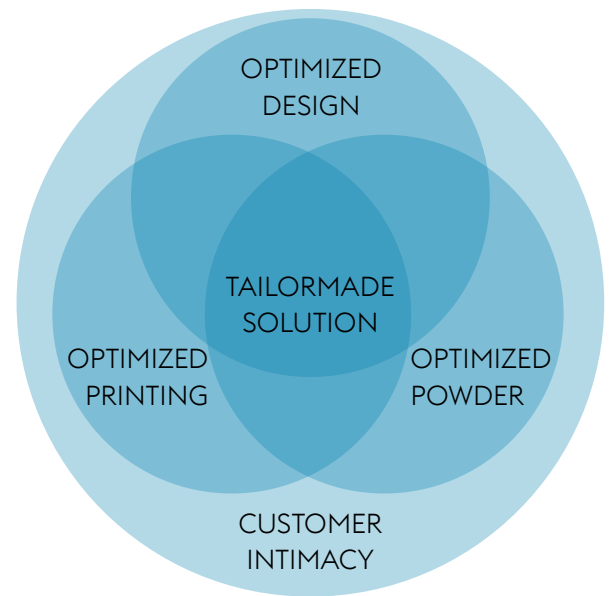 OPTIMIZED
DESIGN
TAILORMADE
SOLUTION
OPTIMIZED
PRINTING
OPTIMIZED
POWDER
CUSTOMER
INTIMACY